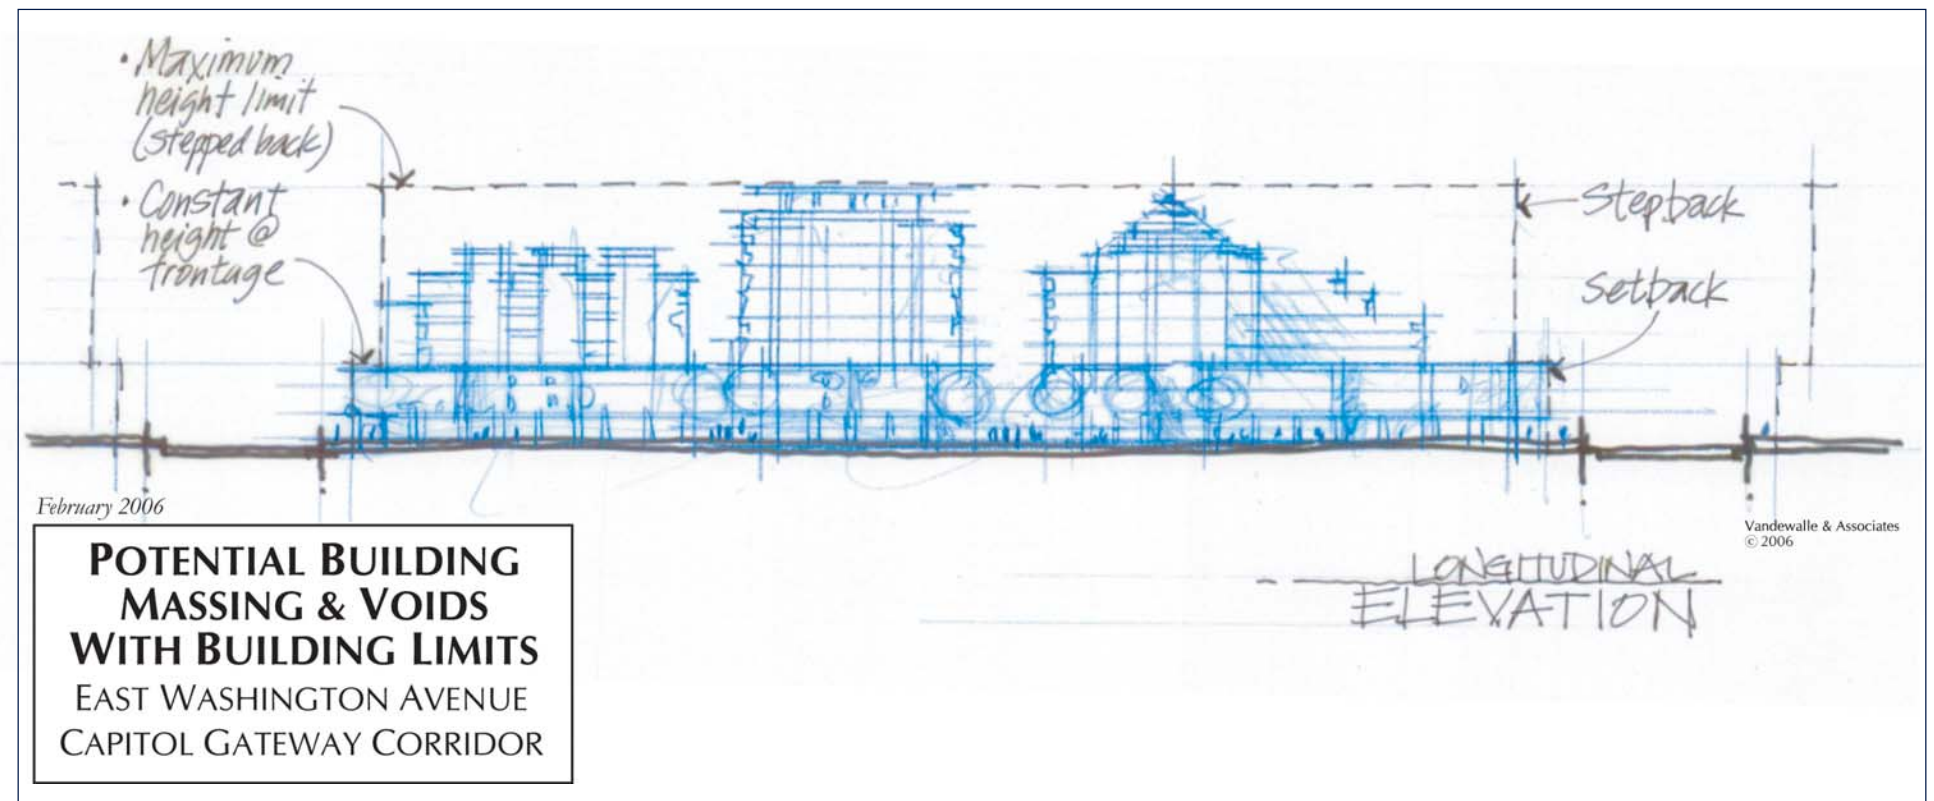 • Maximum
height limit
(stepped back)
• Constant
height @
frontage
Stepback
Setback
February 2006
POTENTIAL BUILDING
MASSING & VOIDS
WITH BUILDING LIMITS
EAST WASHINGTON AVENUE
CAPITOL GATEWAY CORRIDOR
Vandewalle & Associates
© 2006
LONGITUDINAL
ELEVATION